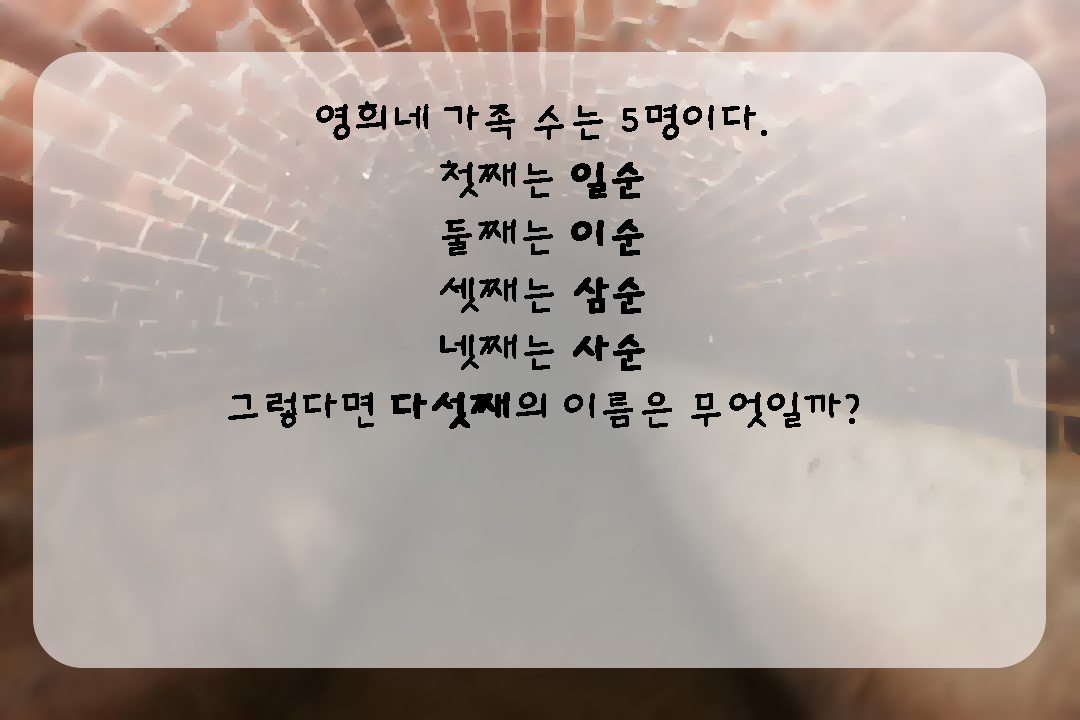 영희네 가족 수는 5명이다.
첫째는 일순
둘째는 이순
셋째는 삼순
넷째는 사순
그렇다면 다섯째의 이름은 무엇일까?